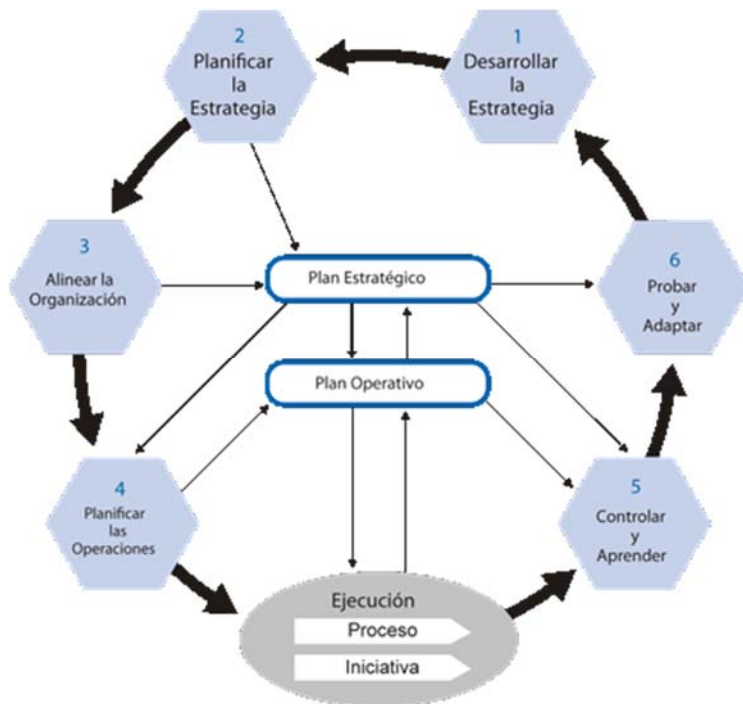 1
Desarrollar
la
Estrategia
2
Planificar
la
Estrategia
3
Alinear la
Organización
Plan Estratégico
6
Probar
y
Adaptar
Plan Operativo
4
Planificar
las
Operaciones
5
Controlar
y
Aprender
Ejecución
Proceso
Iniciativa